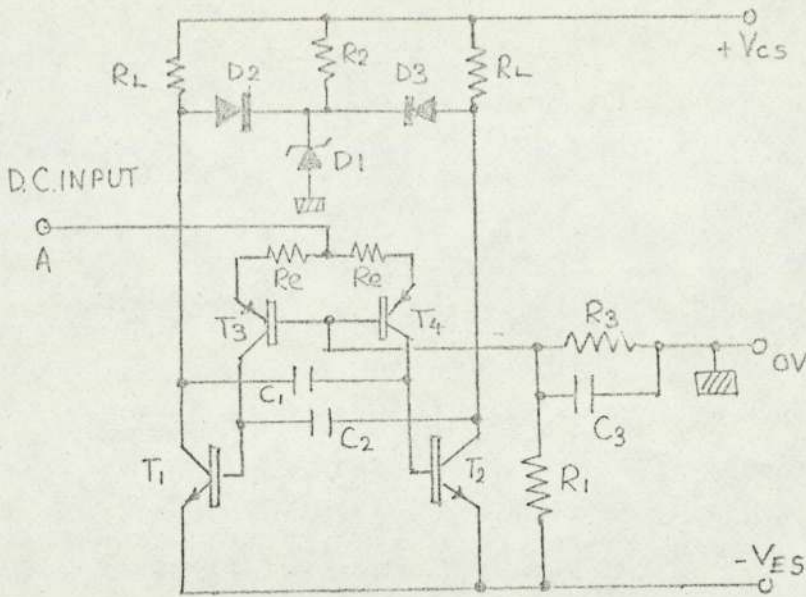 +Vcs
RL
D2
R2
D3
RL
D1
D.C.INPUT
A
Re
Re
T3
T4
R3
0V
C1
C2
C3
T1
T2
R1
-VES